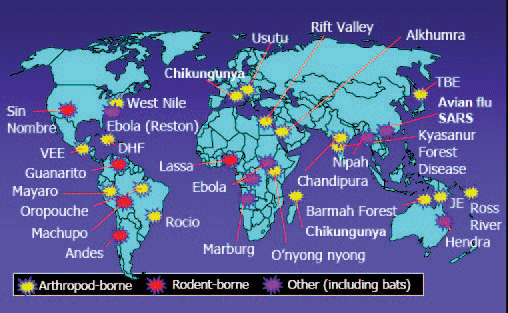 Rift Valley
Usutu
Alkhumra
Chikungunya
TBE
West Nile
Avian flu
SARS
Sin
Nombre
Ebola (Reston)
Kyasanur
Forest
Disease
VEE
DHF
Nipah
Guanarito
Lassa
Chandipura
Mayaro
Ebola
Oropouche
Barmah Forest
JE
Ross
River
Machupo
Rocio
Chikungunya
Hendra
Andes
Marburg
O'nyong nyong
Arthropod-borne
Rodent-borne
Other (including bats)